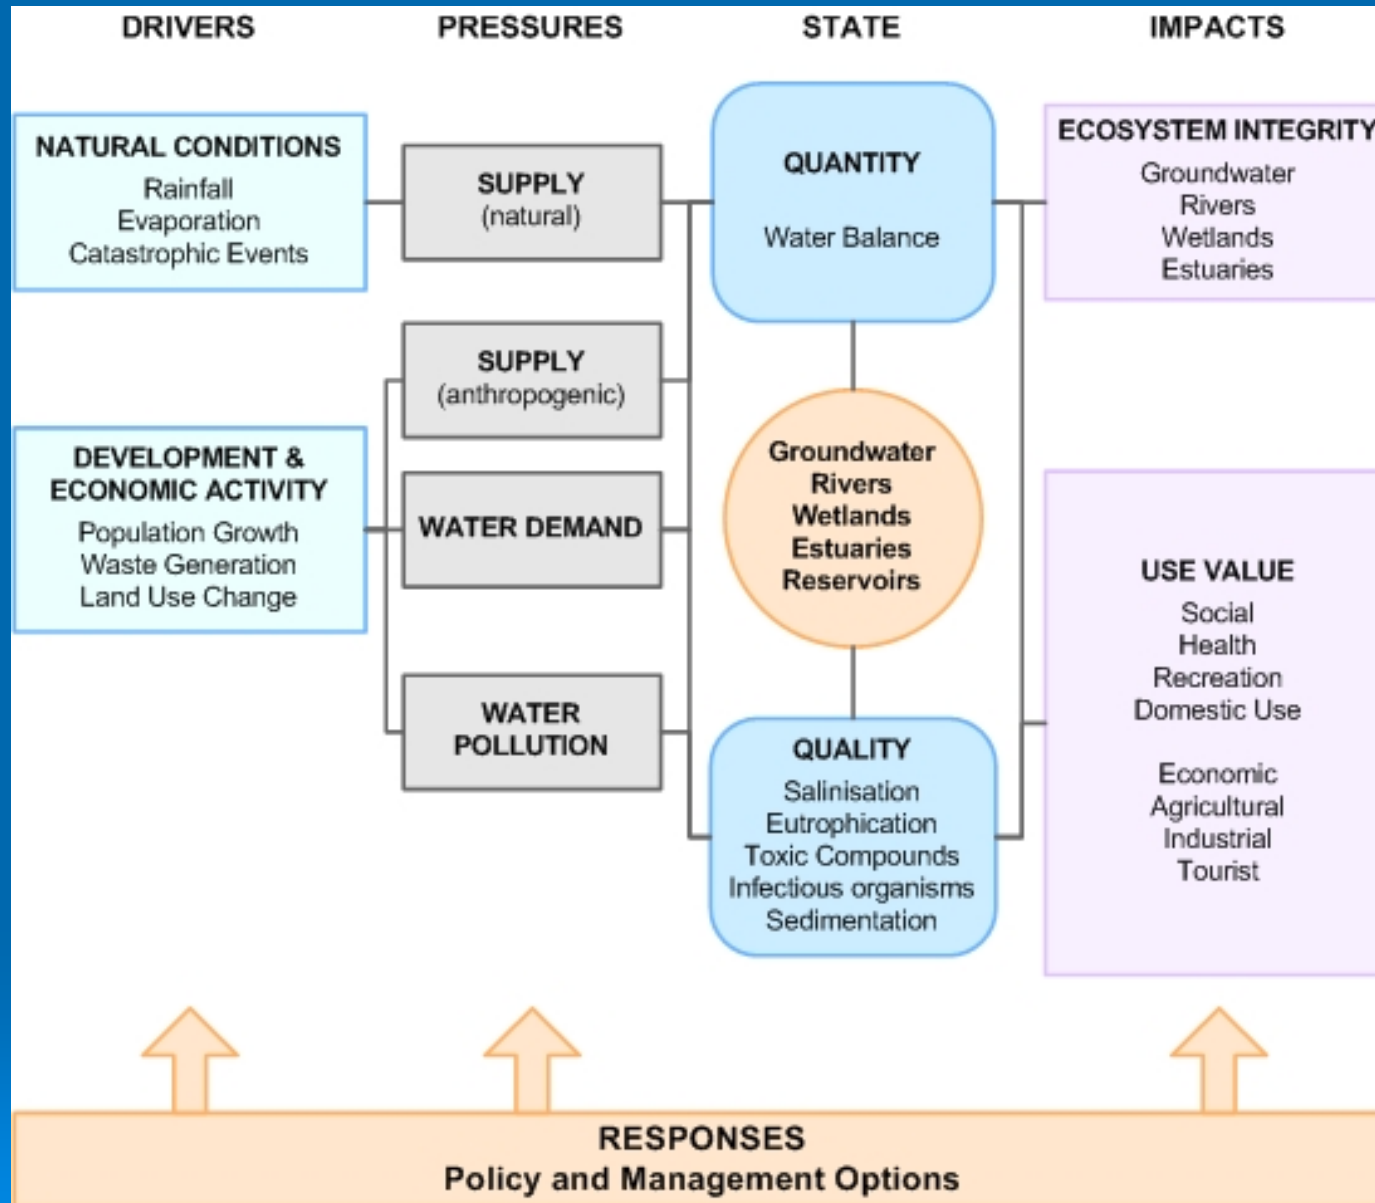 DRIVERS
PRESSURES
STATE
IMPACTS
NATURAL CONDITIONS
Rainfall
Evaporation
Catastrophic Events
DEVELOPMENT &
ECONOMIC ACTIVITY
Population Growth
Waste Generation
Land Use Change
SUPPLY
(natural)
SUPPLY
(anthropogenic)
WATER DEMAND
WATER
POLLUTION
QUANTITY
Water Balance
Groundwater
Rivers
Wetlands
Estuaries
Reservoirs
QUALITY
Salinisation
Eutrophication
Toxic Compounds
Infectious organisms
Sedimentation
ECOSYSTEM INTEGRITY
Groundwater
Rivers
Wetlands
Estuaries
USE VALUE
Social
Health
Recreation
Domestic Use
Economic
Agricultural
Industrial
Tourist
RESPONSES
Policy and Management Options